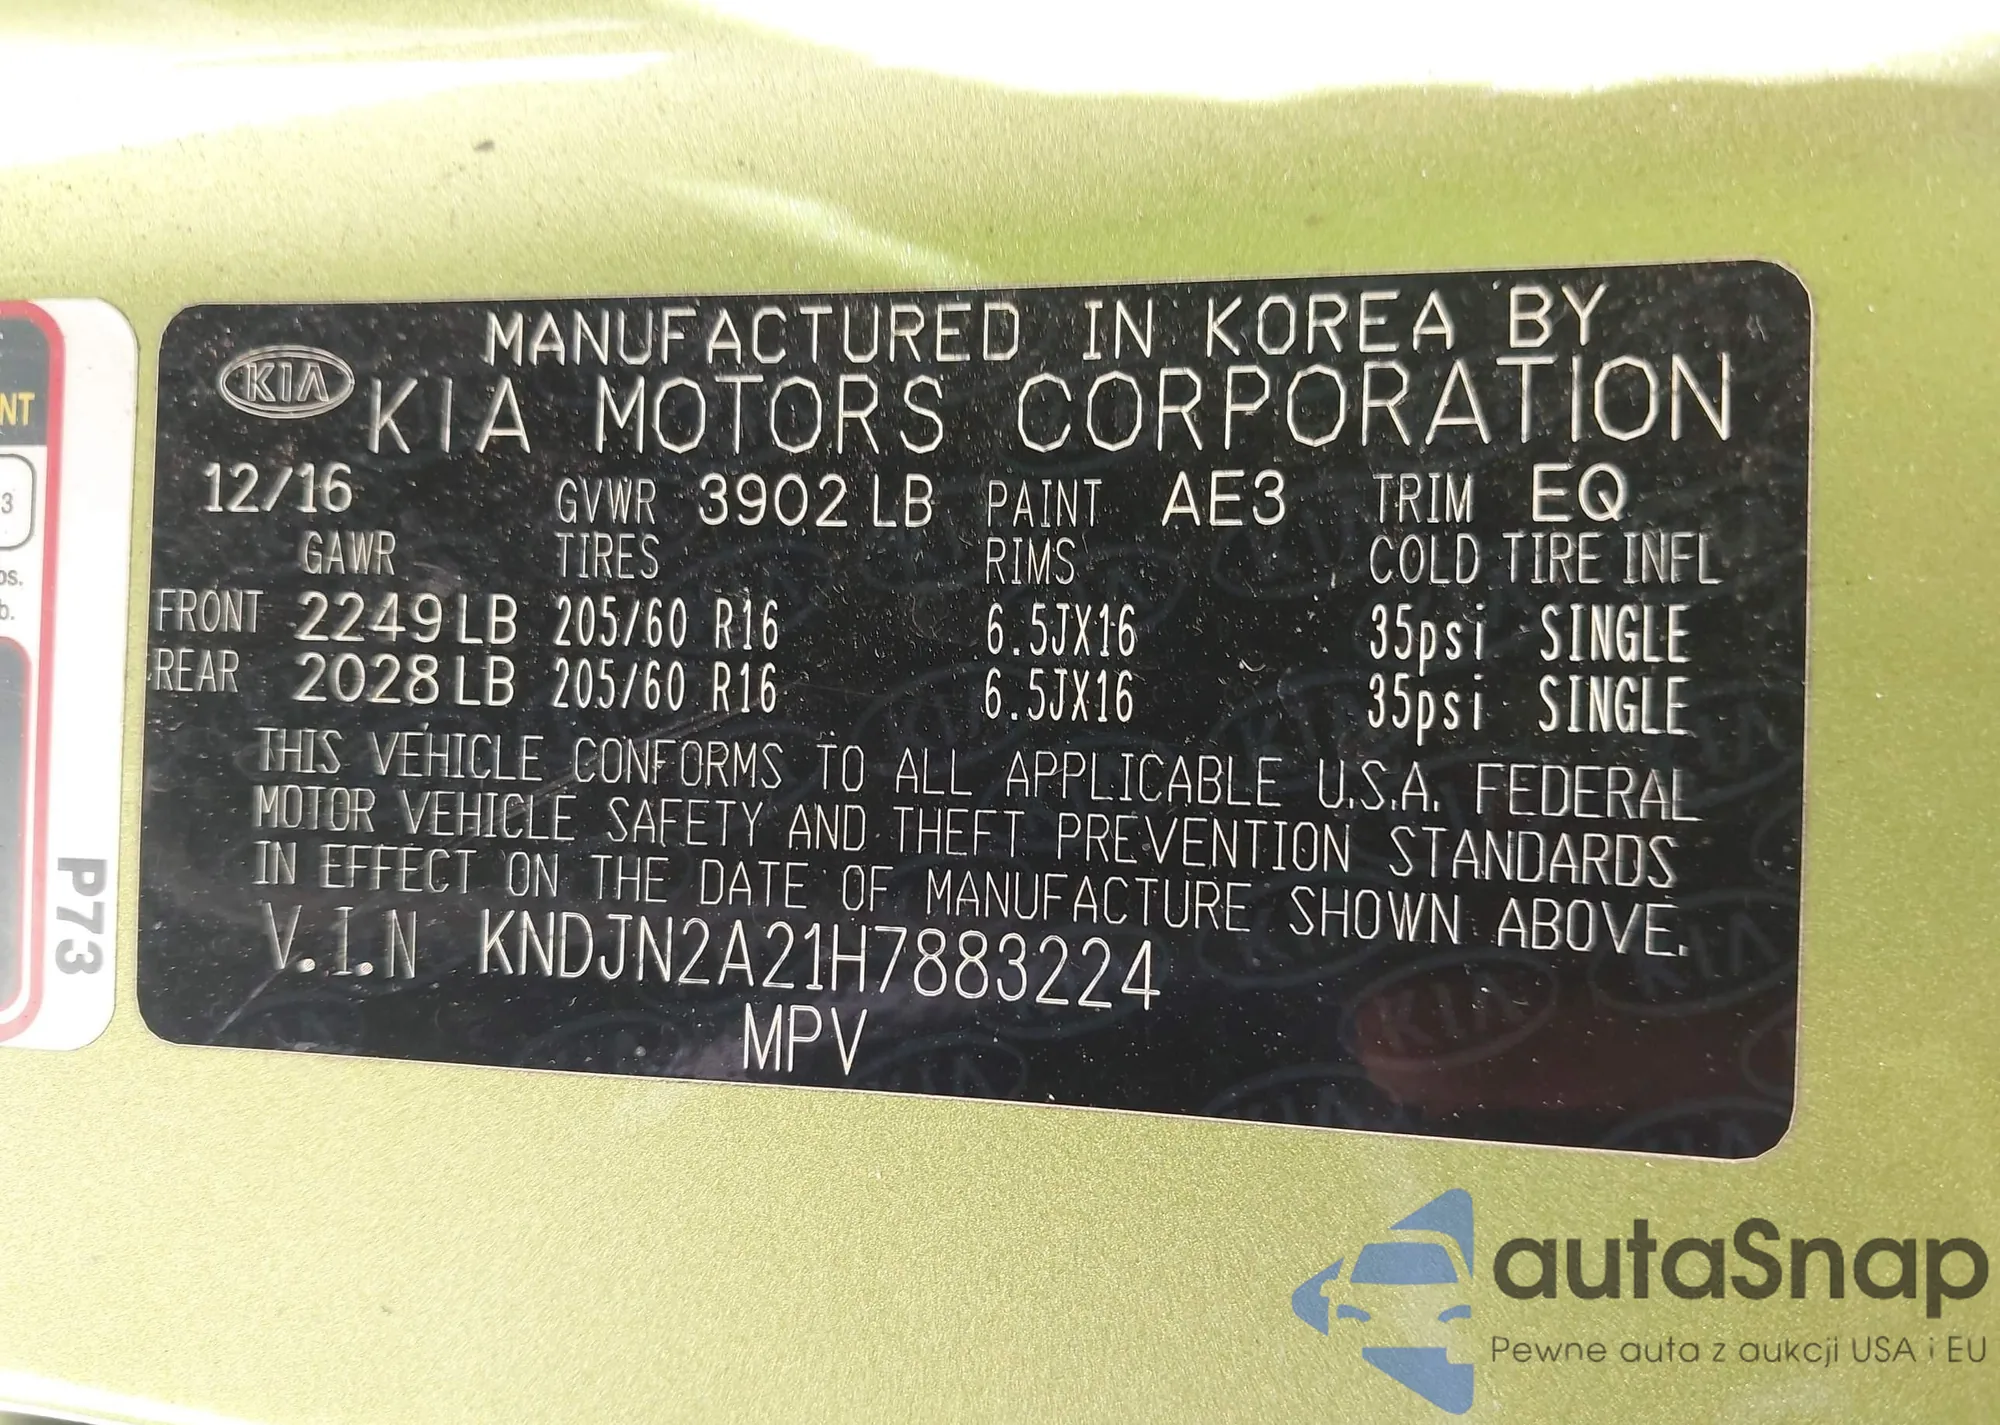 MANUFACTURED IN KOREA BY
KIA KIA MOTORS CORPORATION
12/16 GVWR 3902 LB PAINT AE3 TRIM EQ
GAWR TIRES RIMS COLD TIRE INFL
FRONT 2249 LB 205/60 R16 6.5JX16 35psi SINGLE
REAR 2028 LB 205/60 R16 6.5JX16 35psi SINGLE
THIS VEHICLE CONFORMS TO ALL APPLICABLE U.S.A. FEDERAL
MOTOR VEHICLE SAFETY AND THEFT PREVENTION STANDARDS
IN EFFECT ON THE DATE OF MANUFACTURE SHOWN ABOVE.
V.I.N KNDJN2A21H7883224
MPV
NT
3
os.
b.
P73
autaSnap
Pewne auta z aukcji USA i EU